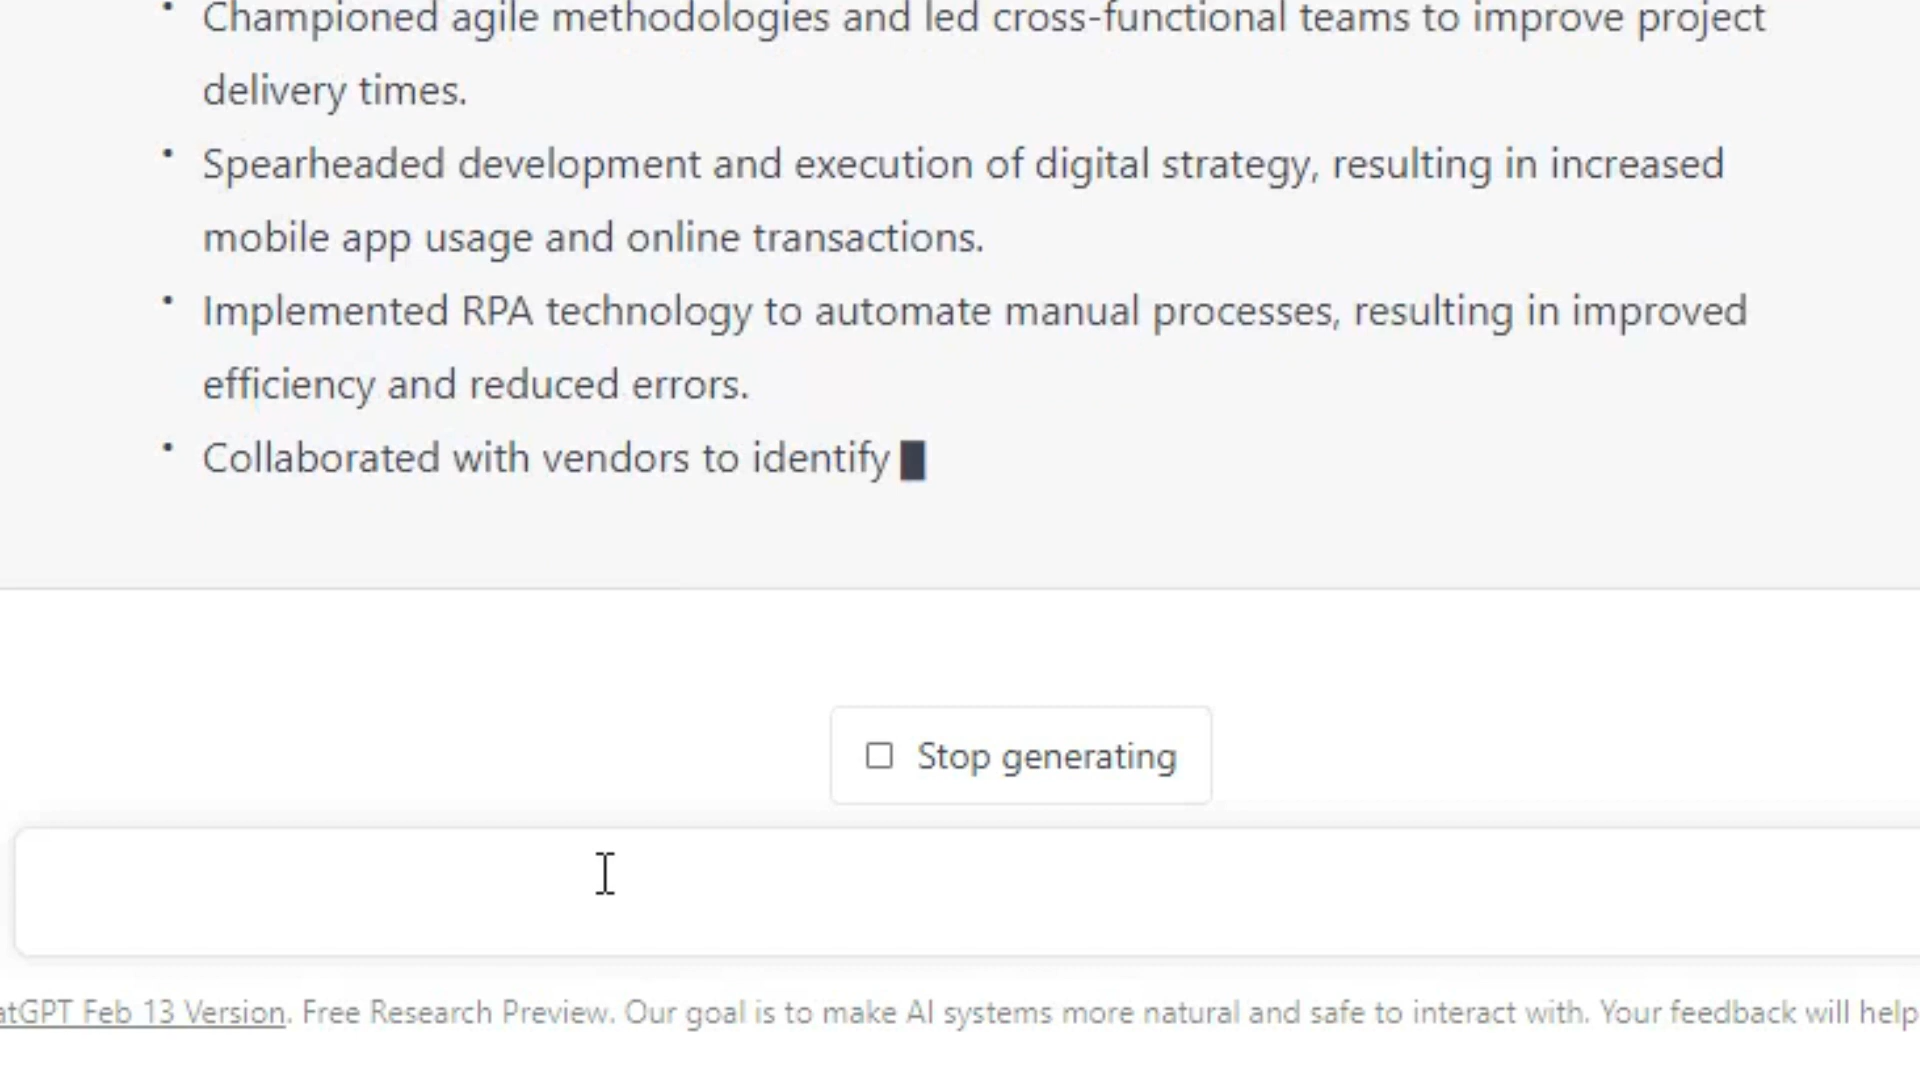 Championed agile methodologies and led cross-functional teams to improve project
delivery times.
Spearheaded development and execution of digital strategy, resulting in increased
mobile app usage and online transactions.
Implemented RPA technology to automate manual processes, resulting in improved
efficiency and reduced errors.
Collaborated with vendors to identify
Stop generating
atGPT Feb 13 Version. Free Research Preview. Our goal is to make AI systems more natural and safe to interact with. Your feedback will help